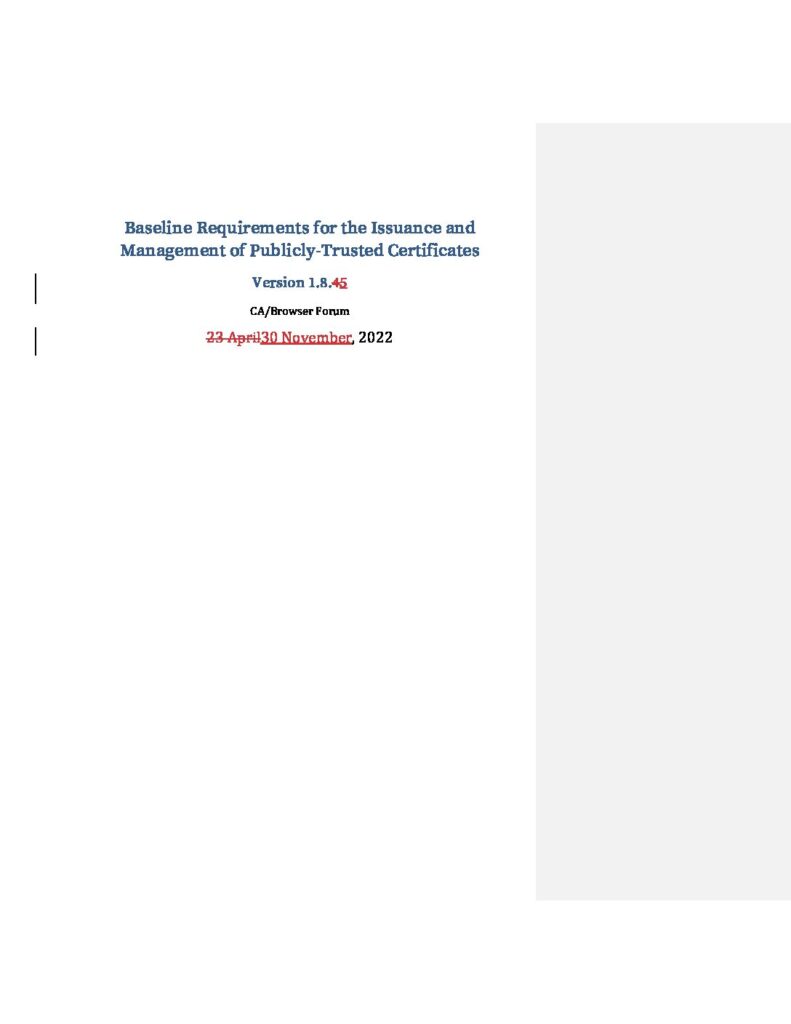 Baseline Requirements for the Issuance and
Management of Publicly-Trusted Certificates
Version 1.8.45
CA/Browser Forum
23 April30 November, 2022